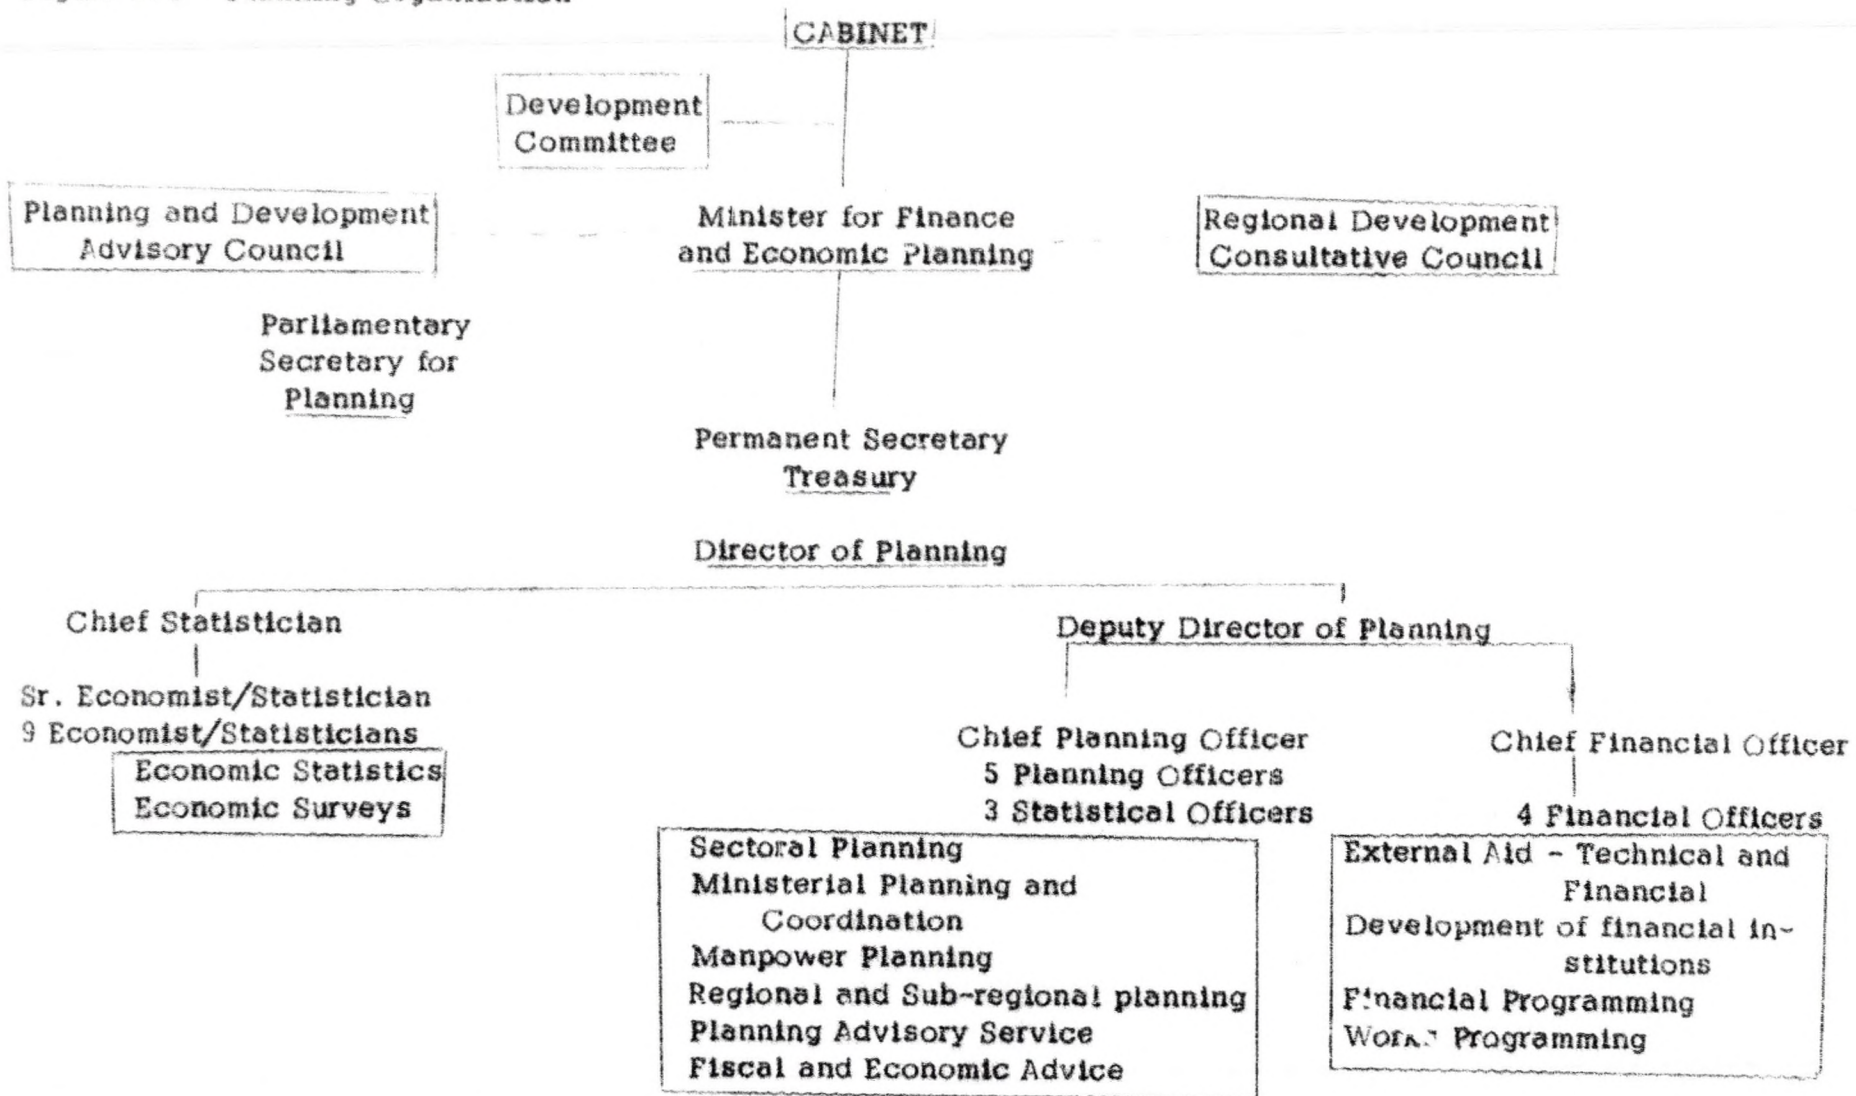 CABINET
Development
Committee
Planning and Development
Advisory Council
Minister for Finance
and Economic Planning
Regional Development
Consultative Council
Parliamentary
Secretary for
Planning
Permanent Secretary
Treasury
Director of Planning
Chief Statistician
Deputy Director of Planning
Sr. Economist/Statistician
9 Economist/Statisticians
Economic Statistics
Economic Surveys
Chief Planning Officer
5 Planning Officers
3 Statistical Officers
Chief Financial Officer
4 Financial Officers
Sectoral Planning
Ministerial Planning and
Coordination
Manpower Planning
Regional and Sub-regional planning
Planning Advisory Service
Fiscal and Economic Advice
External Aid - Technical and
Financial
Development of financial in-
stitutions
Financial Programming
Works Programming